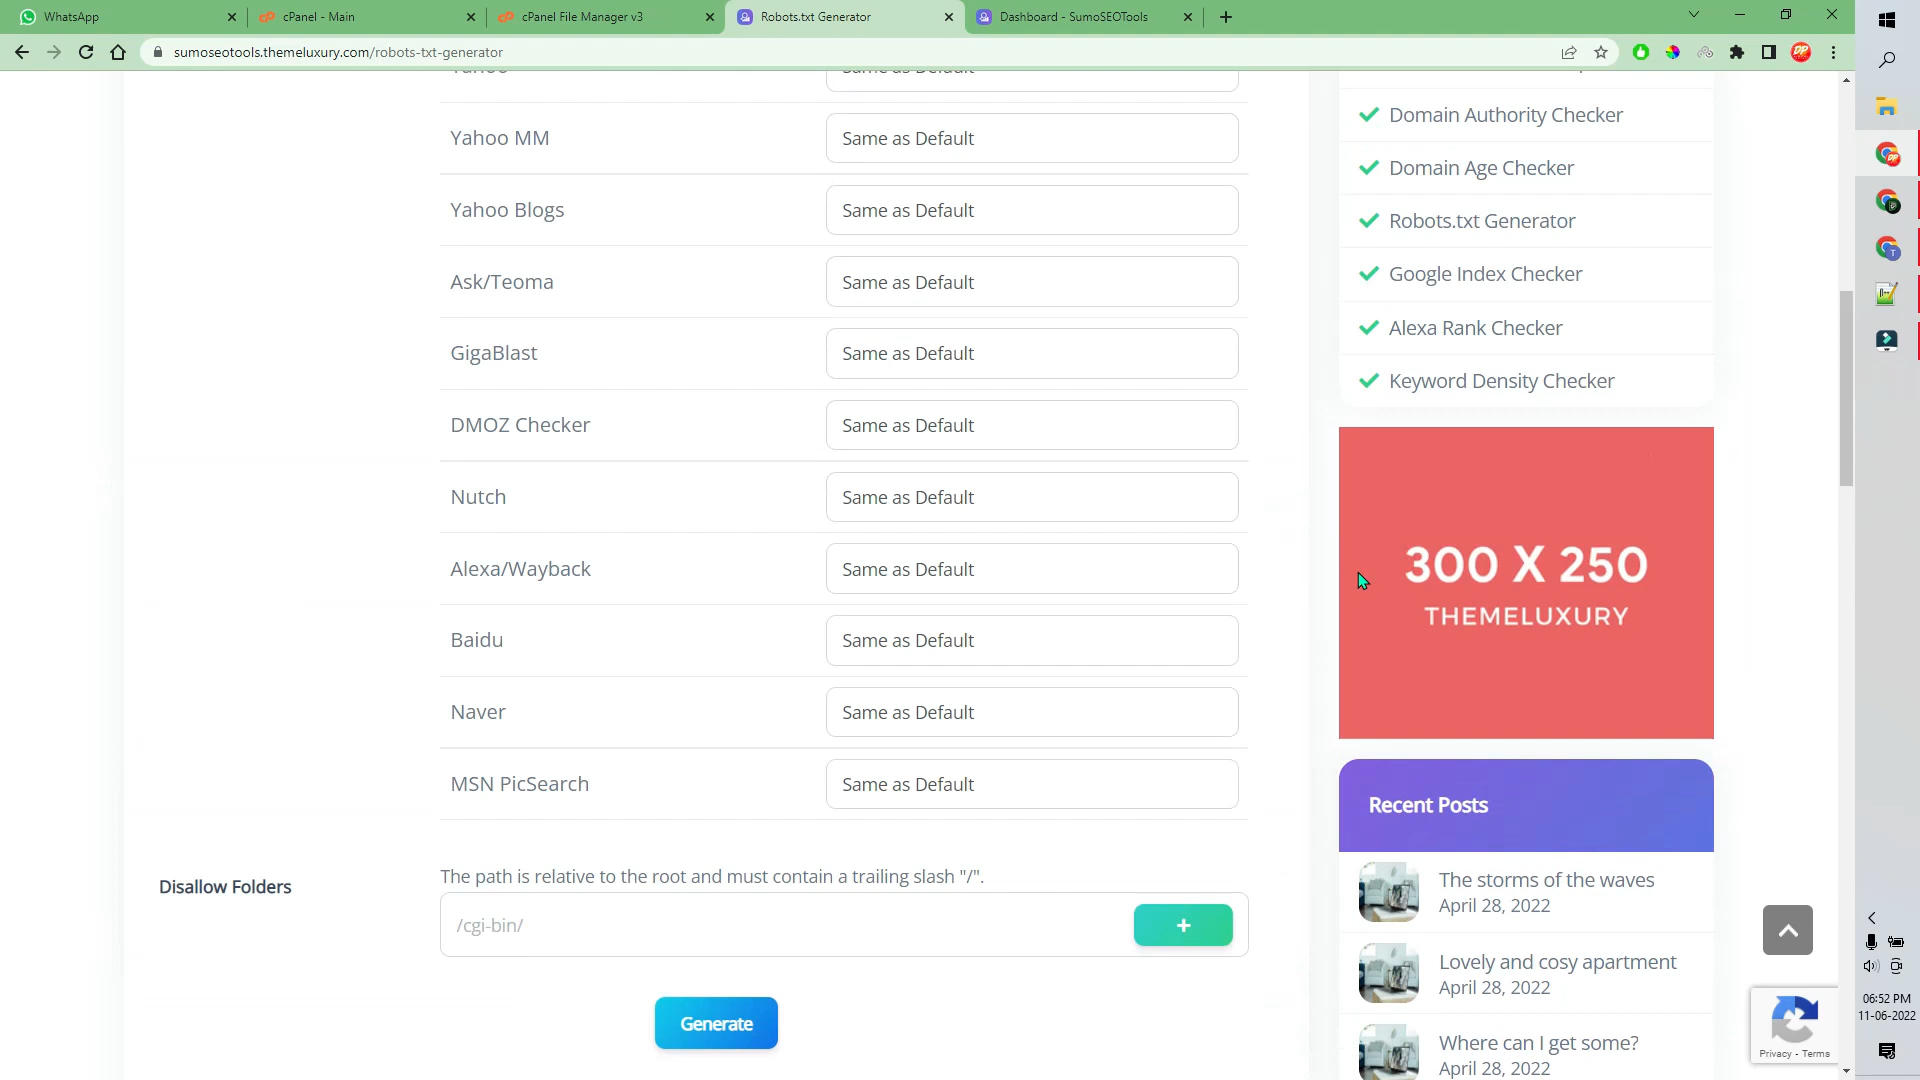 WhatsApp
cPanel - Main
cPanel File Manager v3
Robots.txt Generator
Dashboard - SumoSEOTools
sumoseotools.themeluxury.com/robots-txt-generator
Yahoo
Same as Default
Yahoo MM
Same as Default
Yahoo Blogs
Same as Default
Ask/Teoma
Same as Default
GigaBlast
Same as Default
DMOZ Checker
Same as Default
Nutch
Same as Default
Alexa/Wayback
Same as Default
Baidu
Same as Default
Naver
Same as Default
MSN PicSearch
Same as Default
Disallow Folders
The path is relative to the root and must contain a trailing slash "/".
/cgi-bin/
+
Generate
Domain Authority Checker
Domain Age Checker
Robots.txt Generator
Google Index Checker
Alexa Rank Checker
Keyword Density Checker
300 X 250
THEMELUXURY
Recent Posts
The storms of the waves
April 28, 2022
Lovely and cosy apartment
April 28, 2022
Where can I get some?
April 28, 2022
Privacy - Terms
06:52 PM
11-06-2022